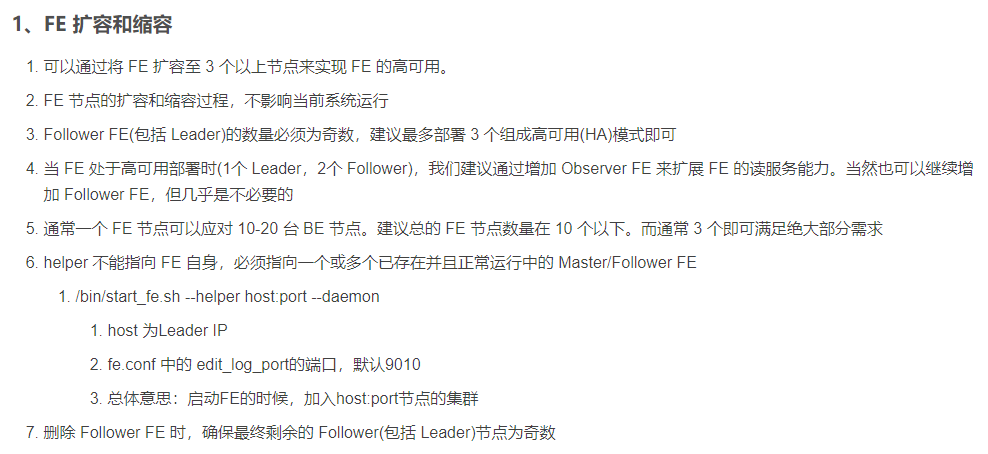 1、FE 扩容和缩容
1. 可以通过将 FE 扩容至 3 个以上节点来实现 FE 的高可用。
2. FE 节点的扩容和缩容过程，不影响当前系统运行
3. Follower FE(包括 Leader)的数量必须为奇数，建议最多部署 3 个组成高可用(HA)模式即可
4. 当 FE 处于高可用部署时(1个 Leader，2个 Follower)，我们建议通过增加 Observer FE 来扩展 FE 的读服务能力。当然也可以继续增
加 Follower FE，但几乎是不必要的
5. 通常一个 FE 节点可以应对 10-20 台 BE 节点。建议总的 FE 节点数量在 10 个以下。而通常 3 个即可满足绝大部分需求
6. helper 不能指向 FE 自身，必须指向一个或多个已存在并且正常运行中的 Master/Follower FE
1. /bin/start_fe.sh --helper host:port --daemon
1. host 为Leader IP
2. fe.conf 中的 edit_log_port的端口，默认9010
3. 总体意思：启动FE的时候，加入host:port节点的集群
7. 删除 Follower FE 时，确保最终剩余的 Follower(包括 Leader)节点为奇数